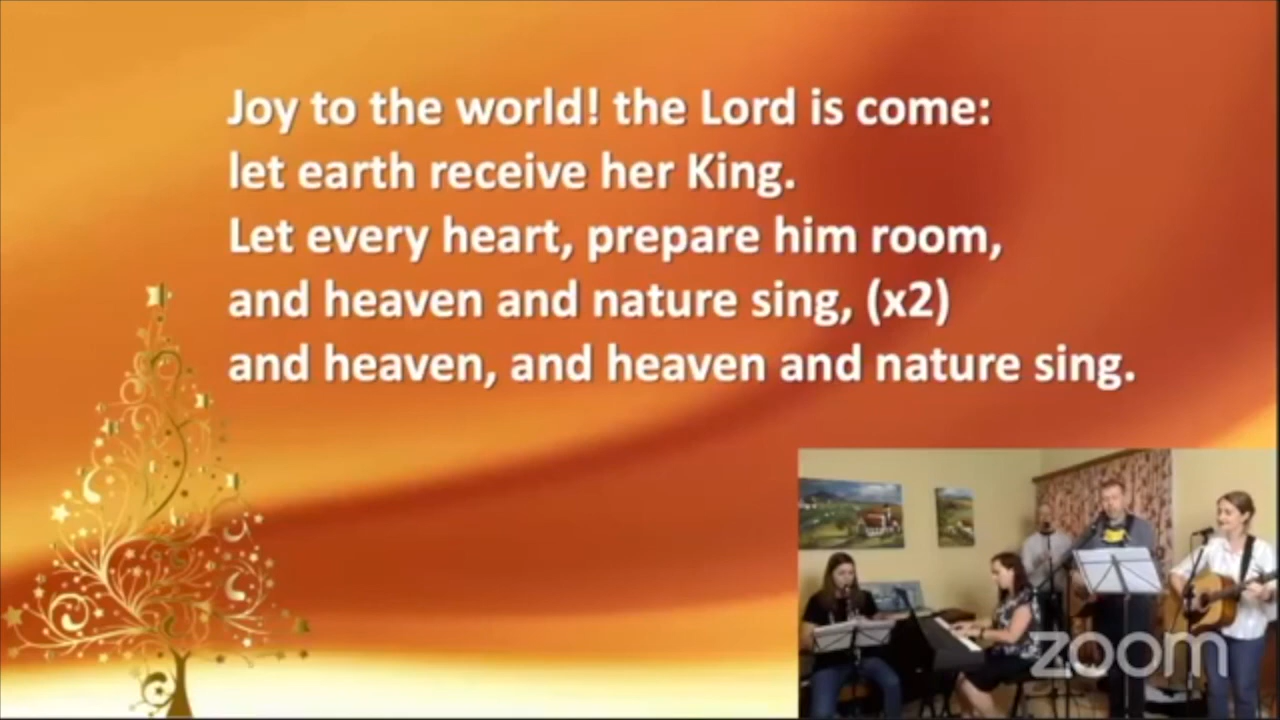 Joy to the world! the Lord is come:
let earth receive her King.
Let every heart, prepare him room,
and heaven and nature sing, (x2)
and heaven, and heaven and nature sing.
zoom